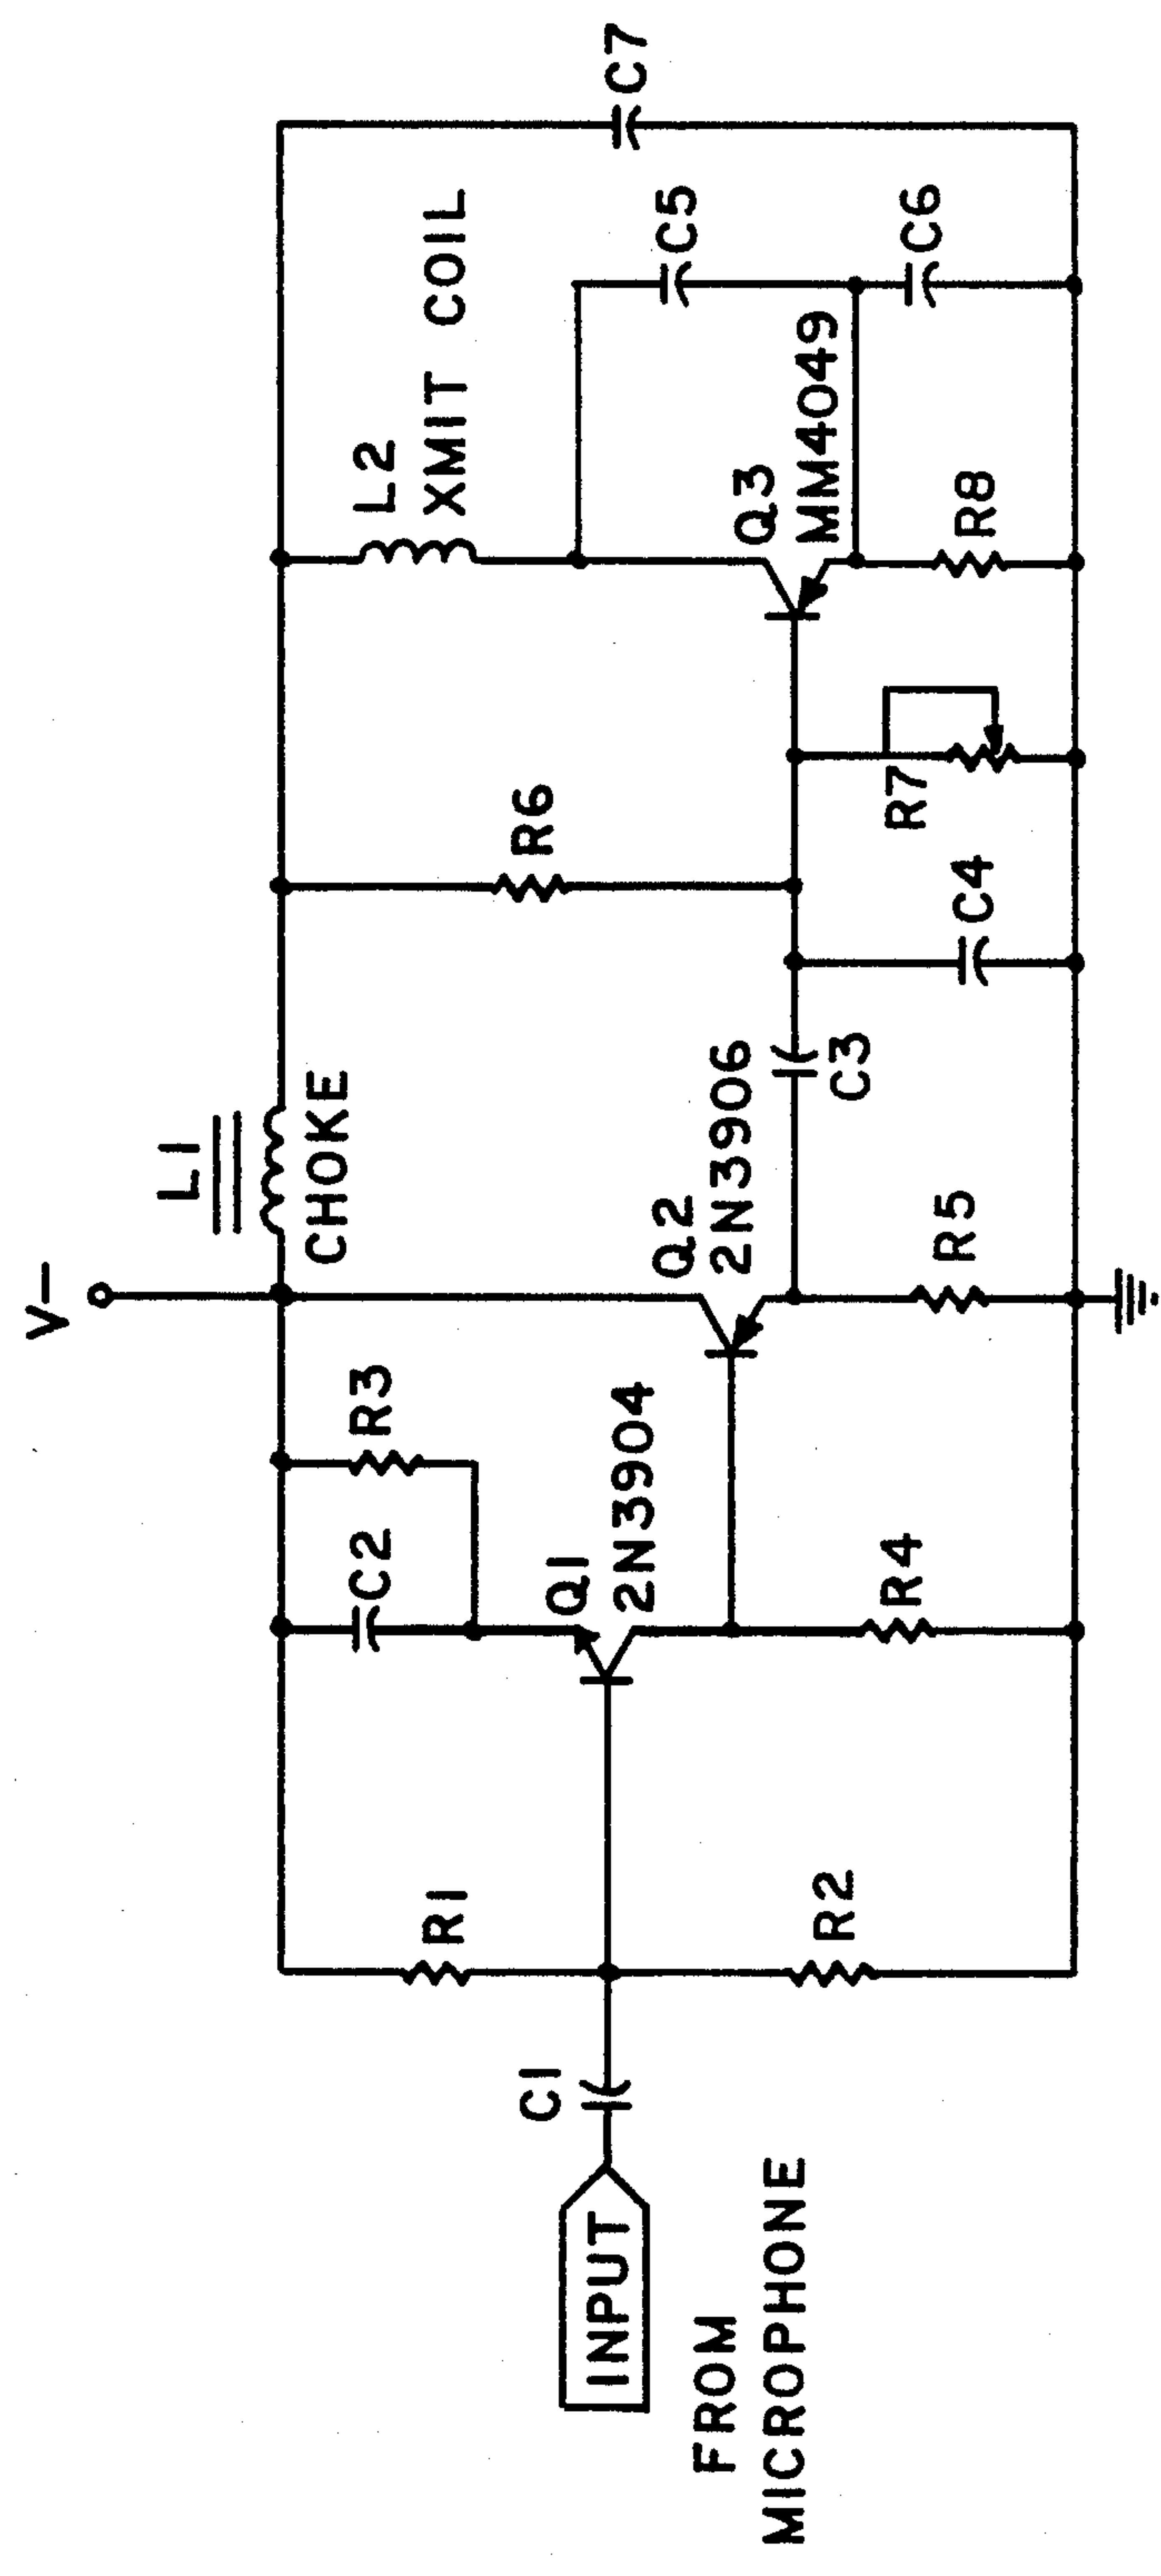 V–
L1
CHOKE
L2
XMIT COIL
R3
C2
R1
C1
INPUT
FROM
MICROPHONE
Q1
2N3904
R2
R4
Q2
2N3906
R5
C3
C4
R6
R7
Q3
MM4049
R8
C5
C6
C7